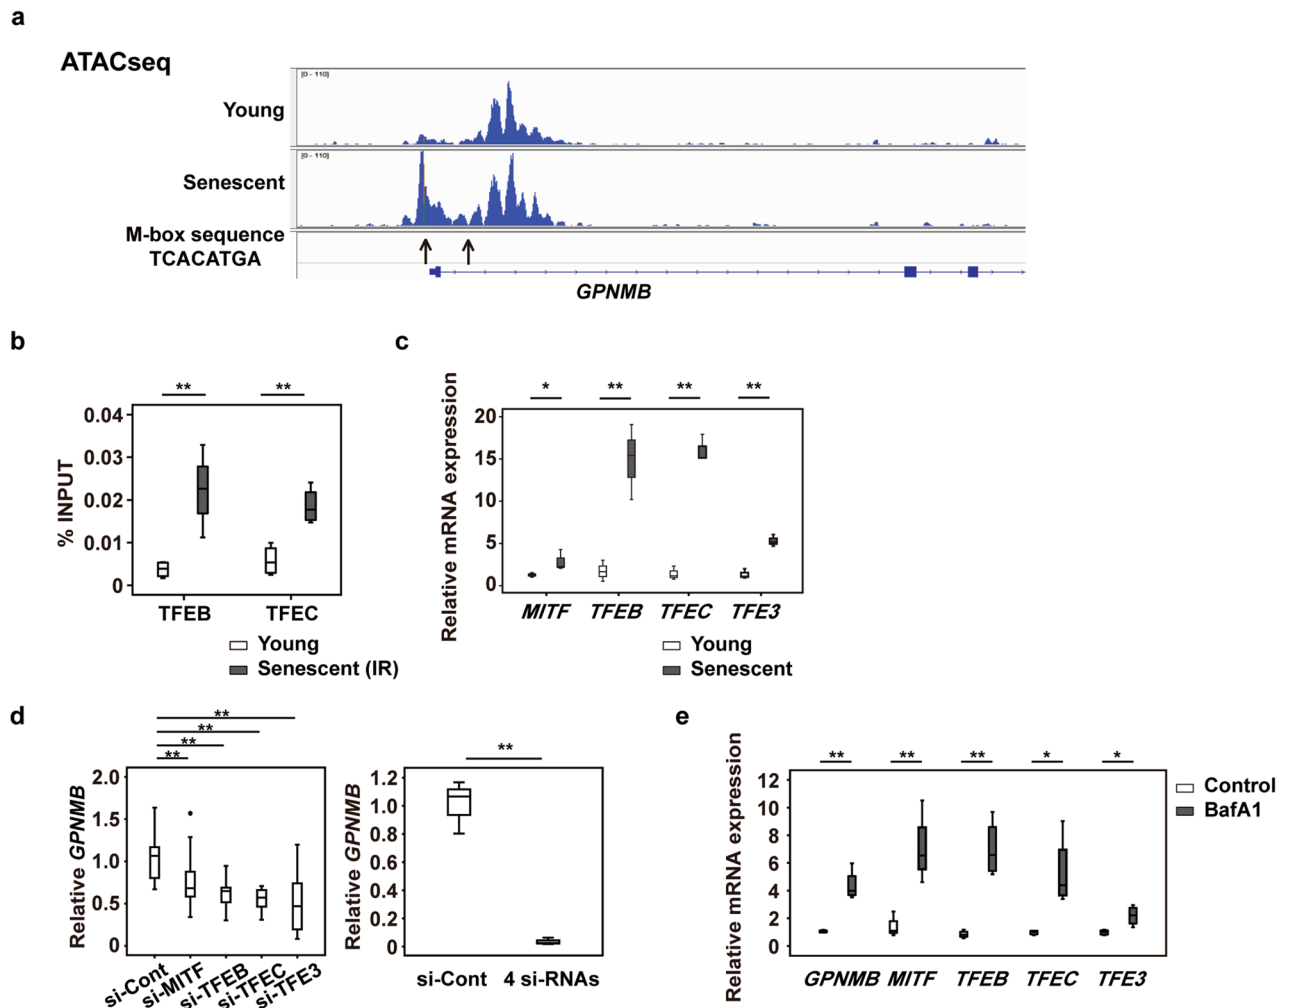 a
ATACseq
[0 - 110]
Young
[0 - 110]
Senescent
M-box sequence
TCACATGA
GPNMB
b
** **
0.04
0.03
0.02
0.01
0
% INPUT
TFEB TFEC
Young
Senescent (IR)
c
* ** ** **
20
15
10
5
0
Relative mRNA expression
MITF TFEB TFEC TFE3
Young
Senescent
d
**
**
**
**
2.0
1.5
1.0
0.5
0
Relative GPNMB
si-Cont
si-MITF
si-TFEB
si-TFEC
si-TFE3
**
1.2
1.0
0.8
0.6
0.4
0.2
0
Relative GPNMB
si-Cont 4 si-RNAs
e
** ** ** * *
12
10
8
6
4
2
0
Relative mRNA expression
GPNMB MITF TFEB TFEC TFE3
Control
BafA1